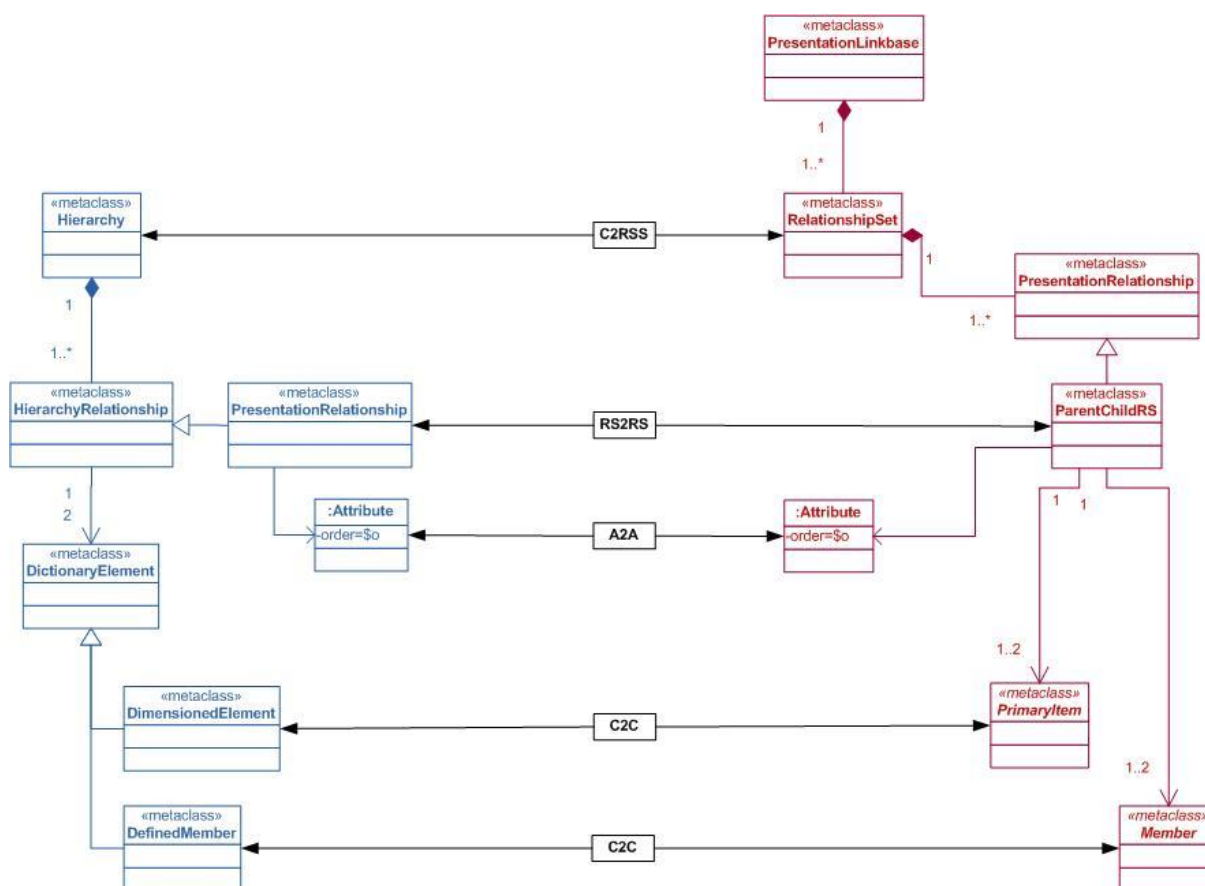 «metaclass»
PresentationLinkbase
1
1..*
«metaclass»
Hierarchy
C2RSS
«metaclass»
RelationshipSet
1
«metaclass»
PresentationRelationship
1..*
1
1..*
«metaclass»
HierarchyRelationship
«metaclass»
PresentationRelationship
RS2RS
«metaclass»
ParentChildRS
1
2
1
1
:Attribute
-order=$o
A2A
:Attribute
-order=$o
«metaclass»
DictionaryElement
1..2
«metaclass»
DimensionedElement
C2C
«metaclass»
PrimaryItem
1..2
«metaclass»
DefinedMember
C2C
«metaclass»
Member